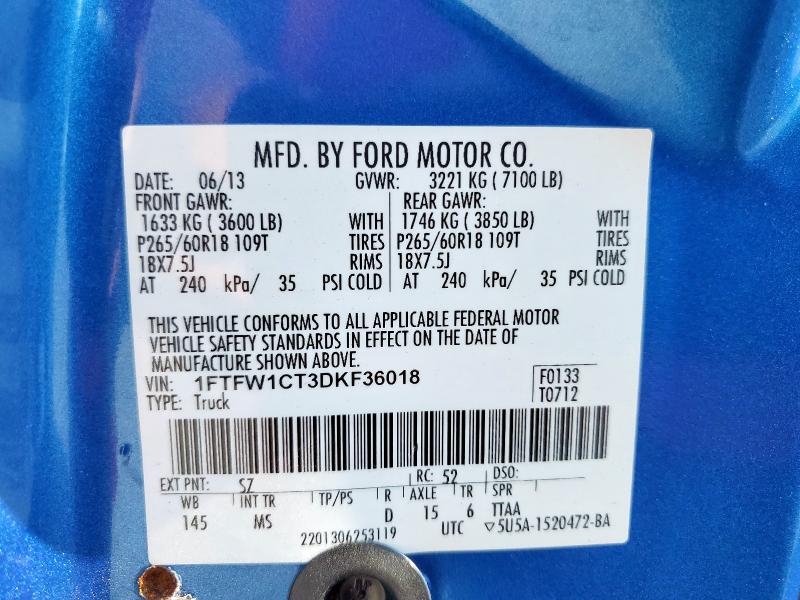 MFD. BY FORD MOTOR CO.
DATE: 06/13 GVWR: 3221 KG ( 7100 LB)
FRONT GAWR: REAR GAWR:
1633 KG ( 3600 LB) WITH 1746 KG ( 3850 LB) WITH
P265/60R18 109T TIRES P265/60R18 109T TIRES
18X7.5J RIMS 18X7.5J RIMS
AT 240 kPa/ 35 PSI COLD AT 240 kPa/ 35 PSI COLD
THIS VEHICLE CONFORMS TO ALL APPLICABLE FEDERAL MOTOR
VEHICLE SAFETY STANDARDS IN EFFECT ON THE DATE OF
MANUFACTURE SHOWN ABOVE.
VIN: 1FTFW1CT3DKF36018 F0133
TYPE: Truck T0712
EXT PNT: SZ RC: 52 DSO:
WB INT TR TP/PS R AXLE TR SPR
145 MS D 15 6 TTAA
2201306253119 UTC ▽5U5A-1520472-BA